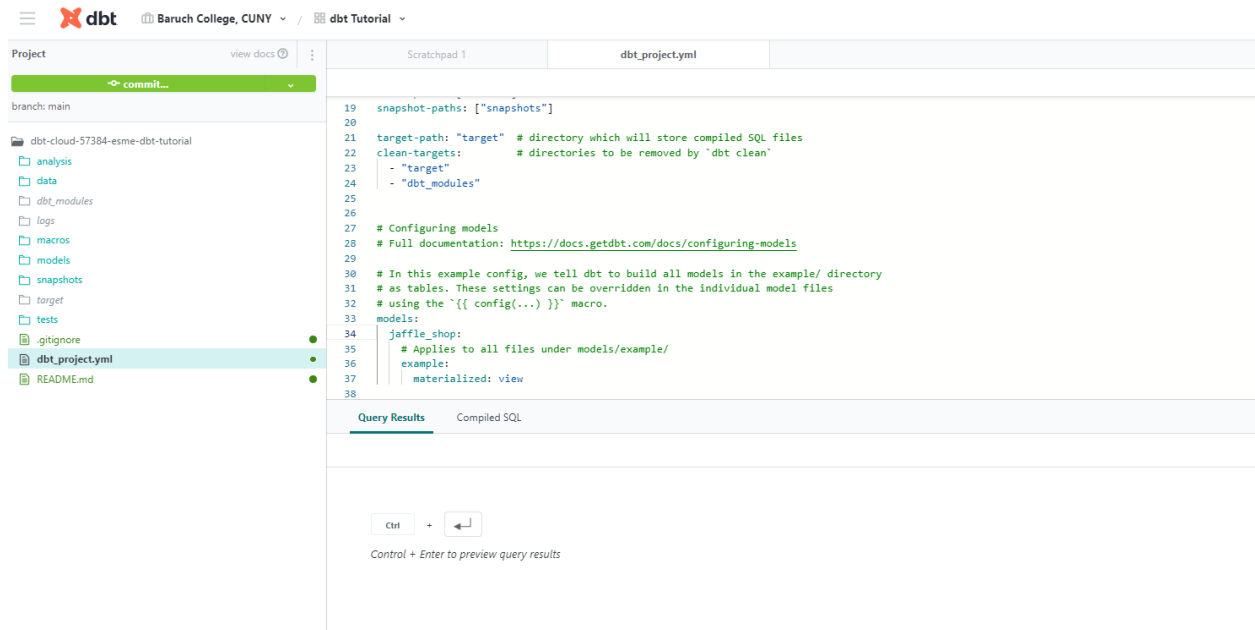 dbt Baruch College, CUNY / dbt Tutorial
Project view docs
commit...
branch: main
dbt-cloud-57384-esme-dbt-tutorial
analysis
data
dbt_modules
logs
macros
models
snapshots
target
tests
.gitignore
dbt_project.yml
README.md
Scratchpad 1 dbt_project.yml
19 snapshot-paths: ["snapshots"]
20
21 target-path: "target" # directory which will store compiled SQL files
22 clean-targets: # directories to be removed by `dbt clean`
23 - "target"
24 - "dbt_modules"
25
26
27 # Configuring models
28 # Full documentation: https://docs.getdbt.com/docs/configuring-models
29
30 # In this example config, we tell dbt to build all models in the example/ directory
31 # as tables. These settings can be overridden in the individual model files
32 # using the `{{ config(...) }}` macro.
33 models:
34 jaffle_shop:
35 # Applies to all files under models/example/
36 example:
37 materialized: view
38
Query Results Compiled SQL
Ctrl +
Control + Enter to preview query results